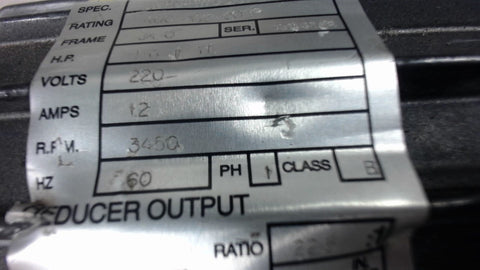 SPEC.
RATING
FRAME SER.
H.P.
VOLTS 220
AMPS 12
R.P.M. 3450
HZ 60 PH 1 CLASS B
REDUCER OUTPUT
RATIO